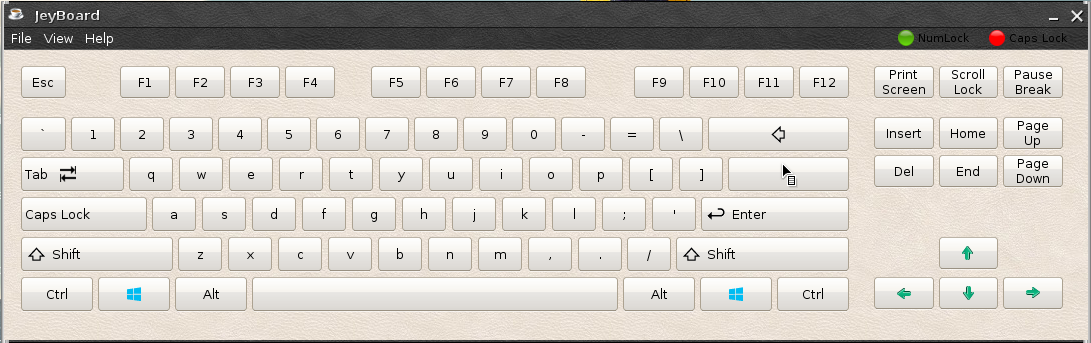 JeyBoard
File View Help NumLock Caps Lock
Esc F1 F2 F3 F4 F5 F6 F7 F8 F9 F10 F11 F12 Print Screen Scroll Lock Pause Break
` 1 2 3 4 5 6 7 8 9 0 - = \ Insert Home Page Up
Tab q w e r t y u i o p [ ] Del End Page Down
Caps Lock a s d f g h j k l ; ' Enter
Shift z x c v b n m , . / Shift
Ctrl Alt Alt Ctrl